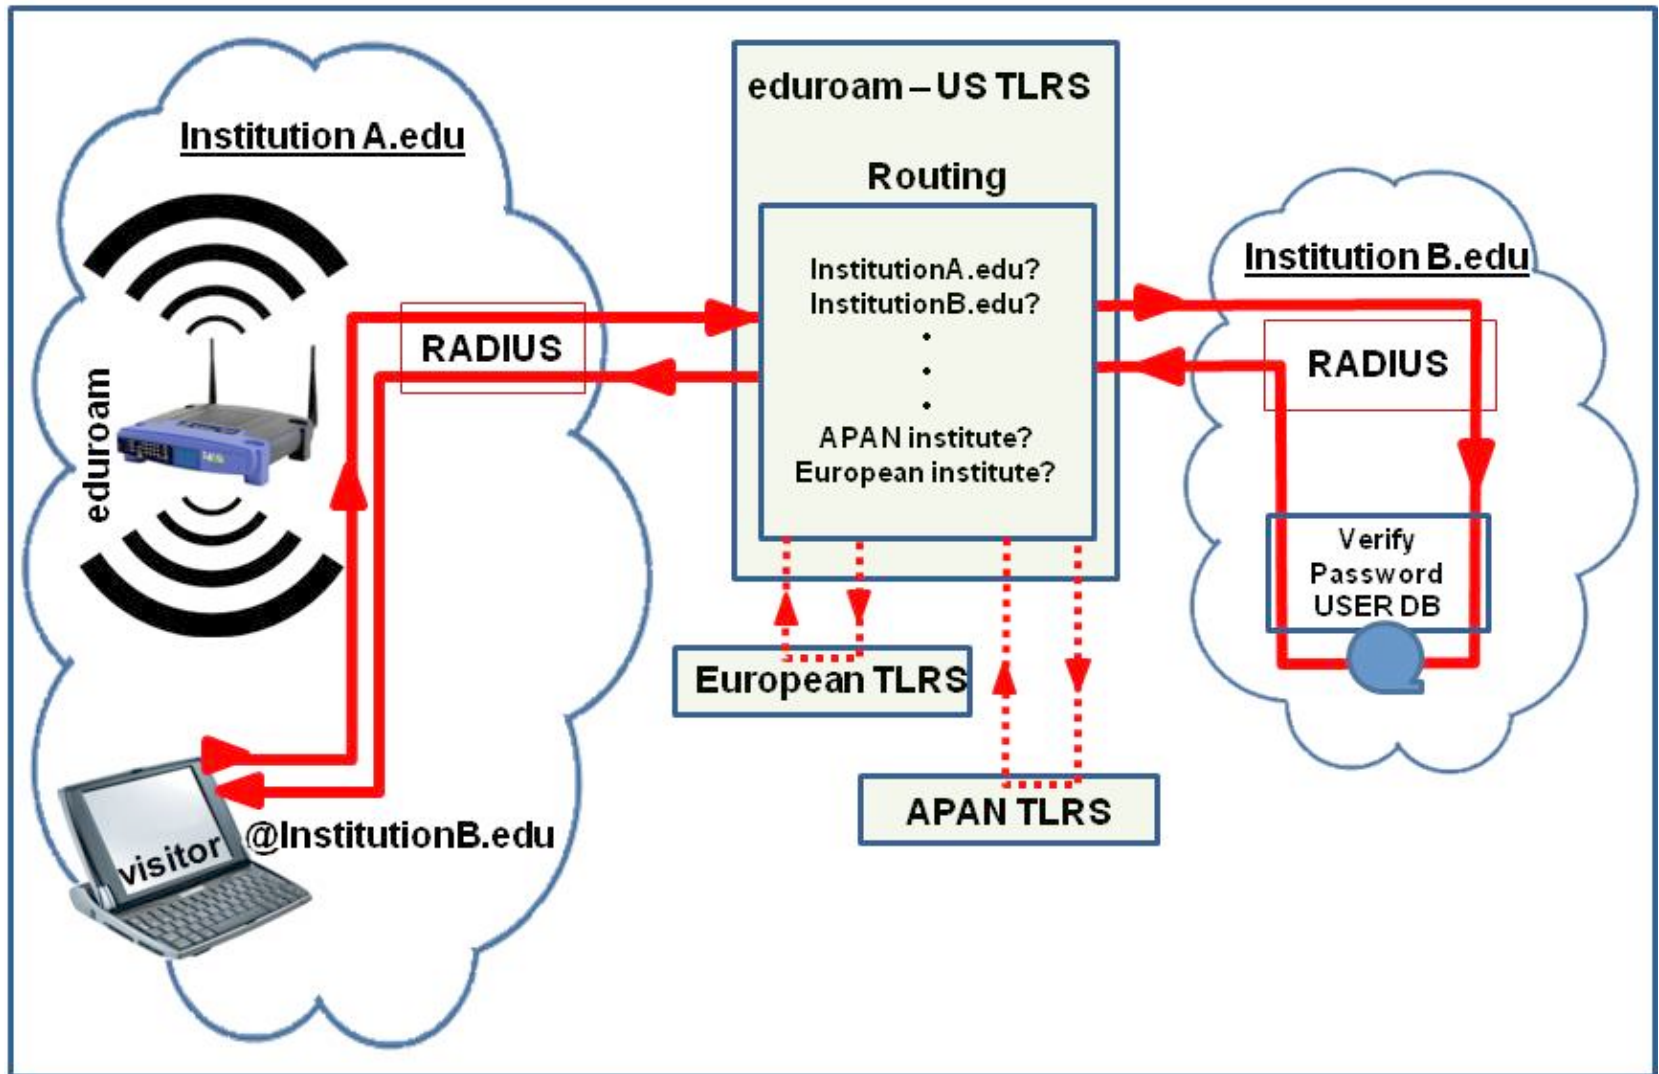 Institution A.edu
eduroam
RADIUS
visitor
@InstitutionB.edu
eduroam – US TLRS
Routing
InstitutionA.edu?
InstitutionB.edu?
APAN institute?
European institute?
European TLRS
APAN TLRS
Institution B.edu
RADIUS
Verify
Password
USER DB